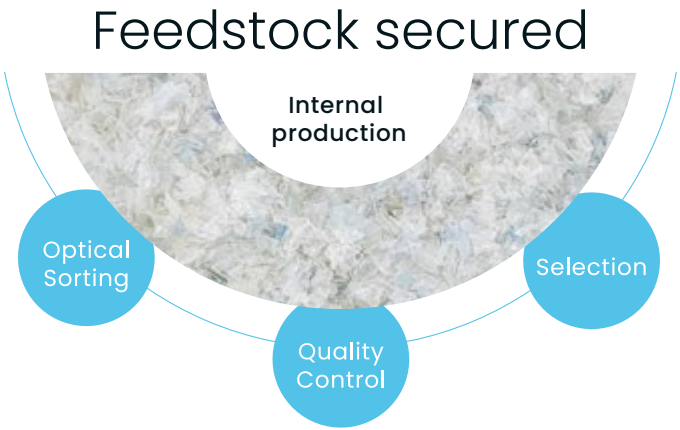 Feedstock secured
Internal
production
Optical
Sorting
Selection
Quality
Control